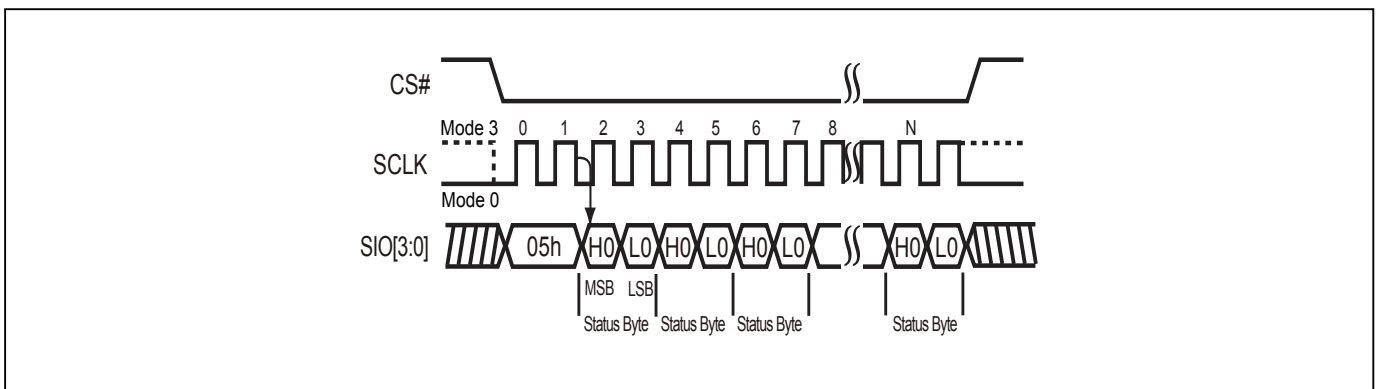 CS#
Mode 3 0 1 2 3 4 5 6 7 8 N
SCLK
Mode 0
SIO[3:0] 05h H0 L0 H0 L0 H0 L0 H0 L0
MSB LSB
Status Byte Status Byte Status Byte Status Byte